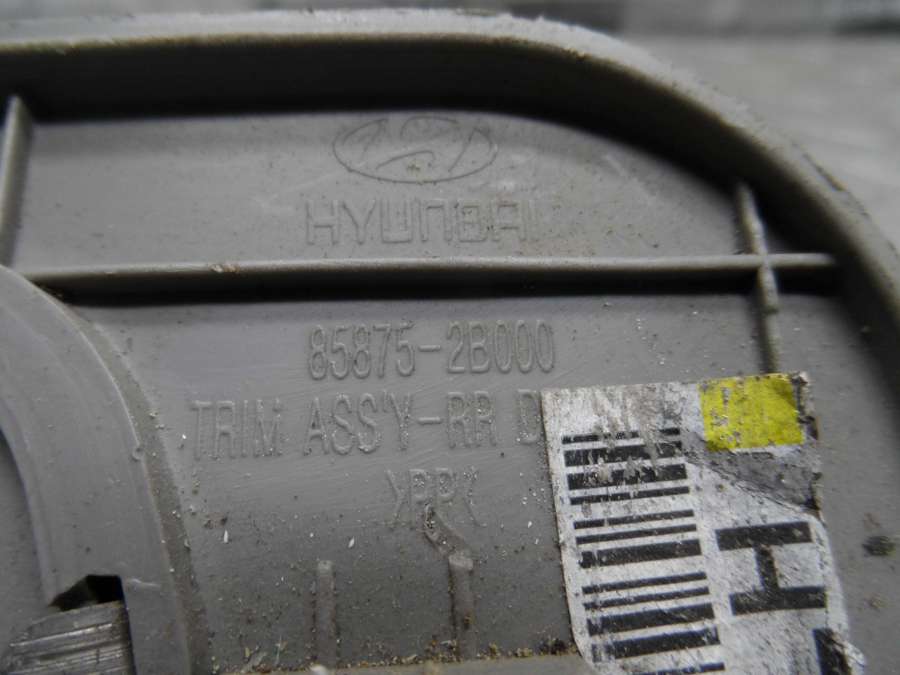 HYUNDAI
85875-2B000
TRIM ASS'Y-RR D
>PP<
H